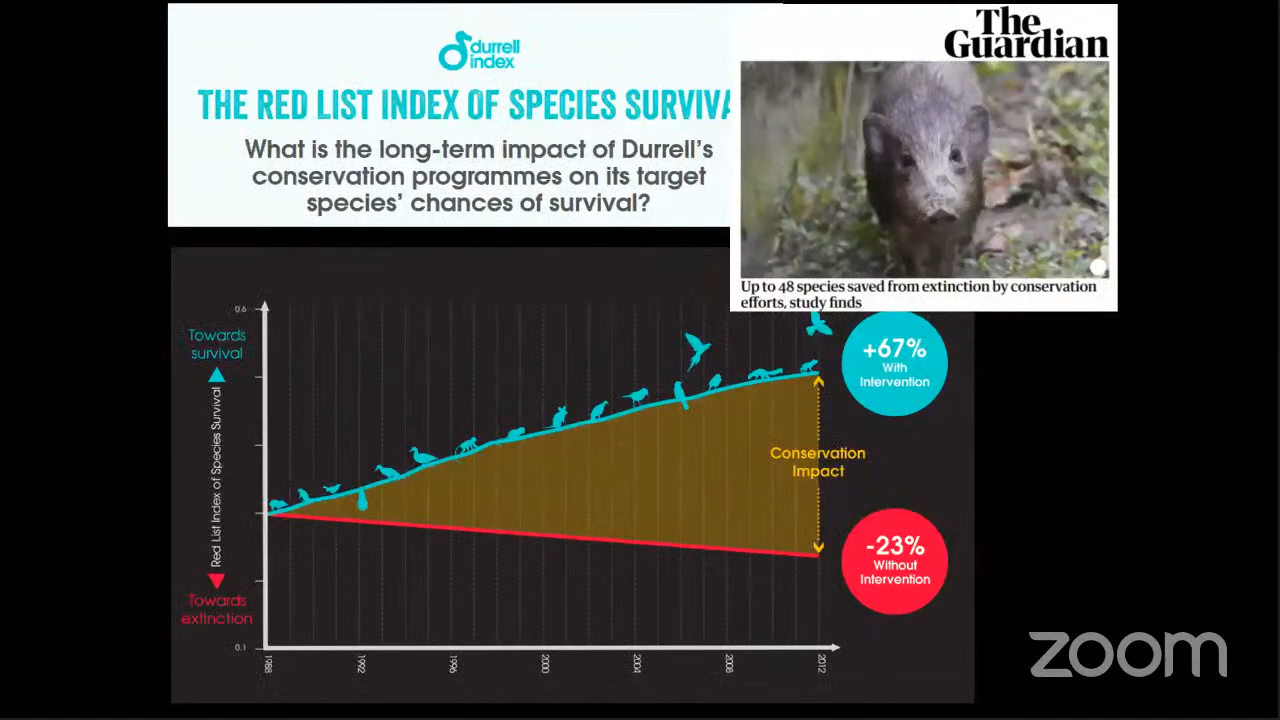 durrell
index
THE RED LIST INDEX OF SPECIES SURVIVA
What is the long-term impact of Durrell's
conservation programmes on its target
species' chances of survival?
The
Guardian
Up to 48 species saved from extinction by conservation
efforts, study finds
0.6
Towards
survival
Red List Index of Species Survival
Towards
extinction
0.1
1988
1992
1996
2000
2004
2008
2012
+67%
With
Intervention
Conservation
Impact
-23%
Without
Intervention
zoom